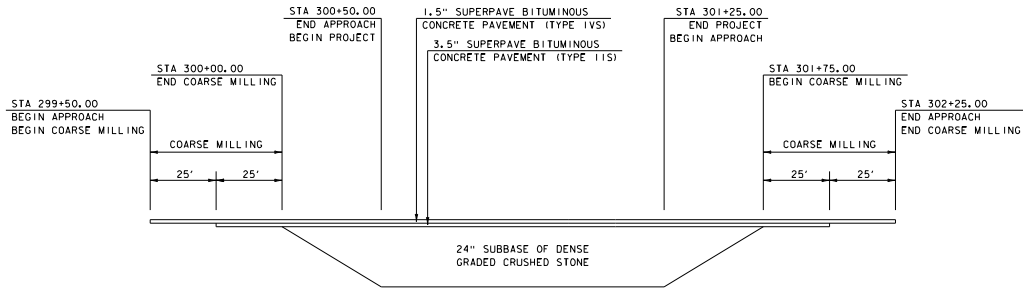 STA 300+50.00
END APPROACH
BEGIN PROJECT
1.5" SUPERPAVE BITUMINOUS
CONCRETE PAVEMENT (TYPE IVS)
3.5" SUPERPAVE BITUMINOUS
CONCRETE PAVEMENT (TYPE IIS)
STA 301+25.00
END PROJECT
BEGIN APPROACH
STA 300+00.00
END COARSE MILLING
STA 301+75.00
BEGIN COARSE MILLING
STA 299+50.00
BEGIN APPROACH
BEGIN COARSE MILLING
STA 302+25.00
END APPROACH
END COARSE MILLING
COARSE MILLING
COARSE MILLING
25' 25' 25' 25'
24" SUBBASE OF DENSE
GRADED CRUSHED STONE